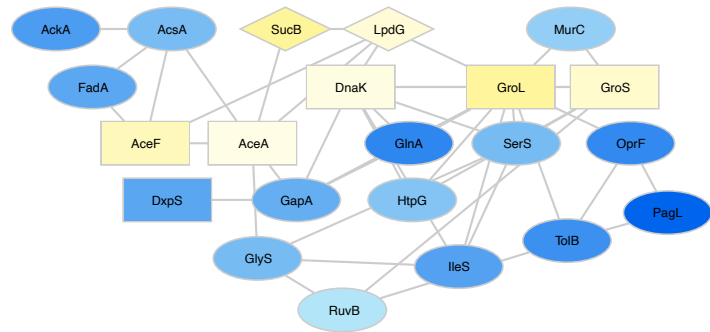 AckA
AcsA
SucB
LpdG
MurC
FadA
DnaK
GroL
GroS
AceF
AceA
GlnA
SerS
OprF
DxpS
GapA
HtpG
PagL
TolB
GlyS
IleS
RuvB